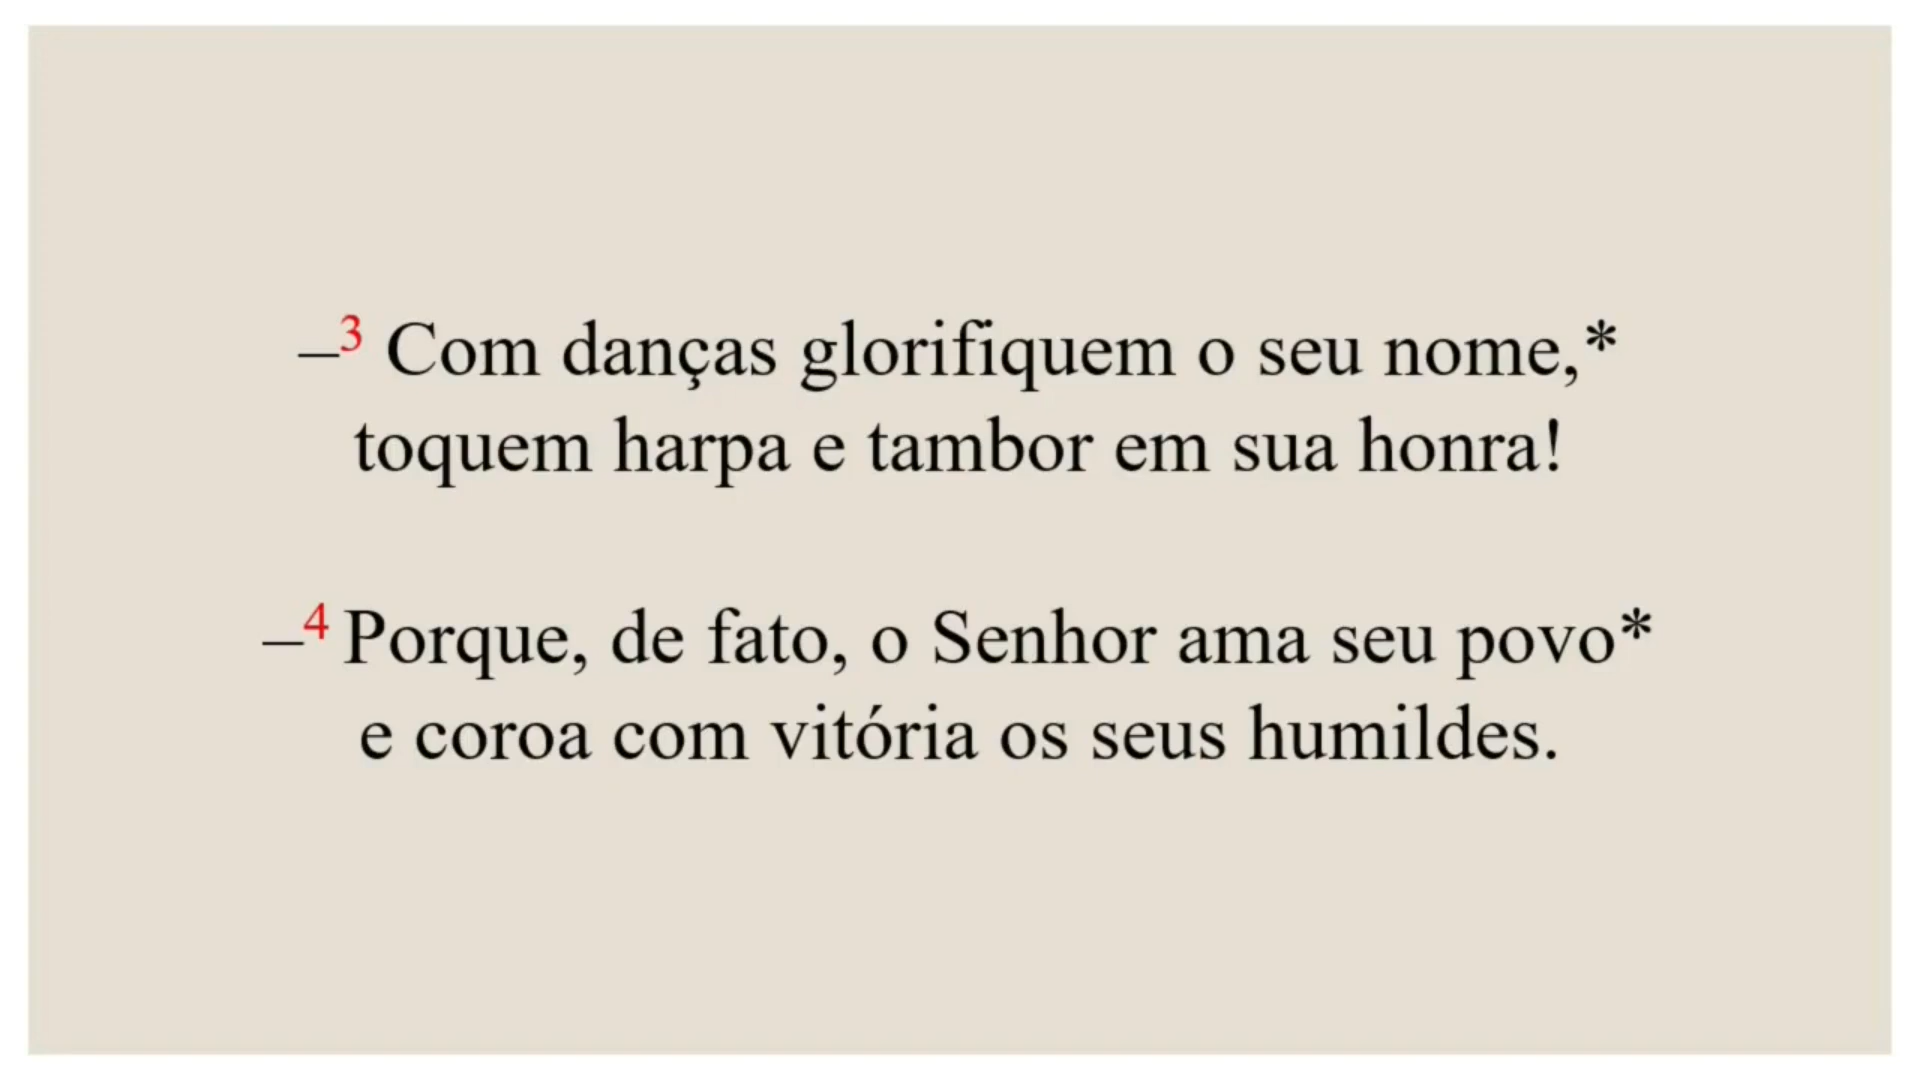 –3 Com danças glorifiquem o seu nome,*
toquem harpa e tambor em sua honra!
–4 Porque, de fato, o Senhor ama seu povo*
e coroa com vitória os seus humildes.